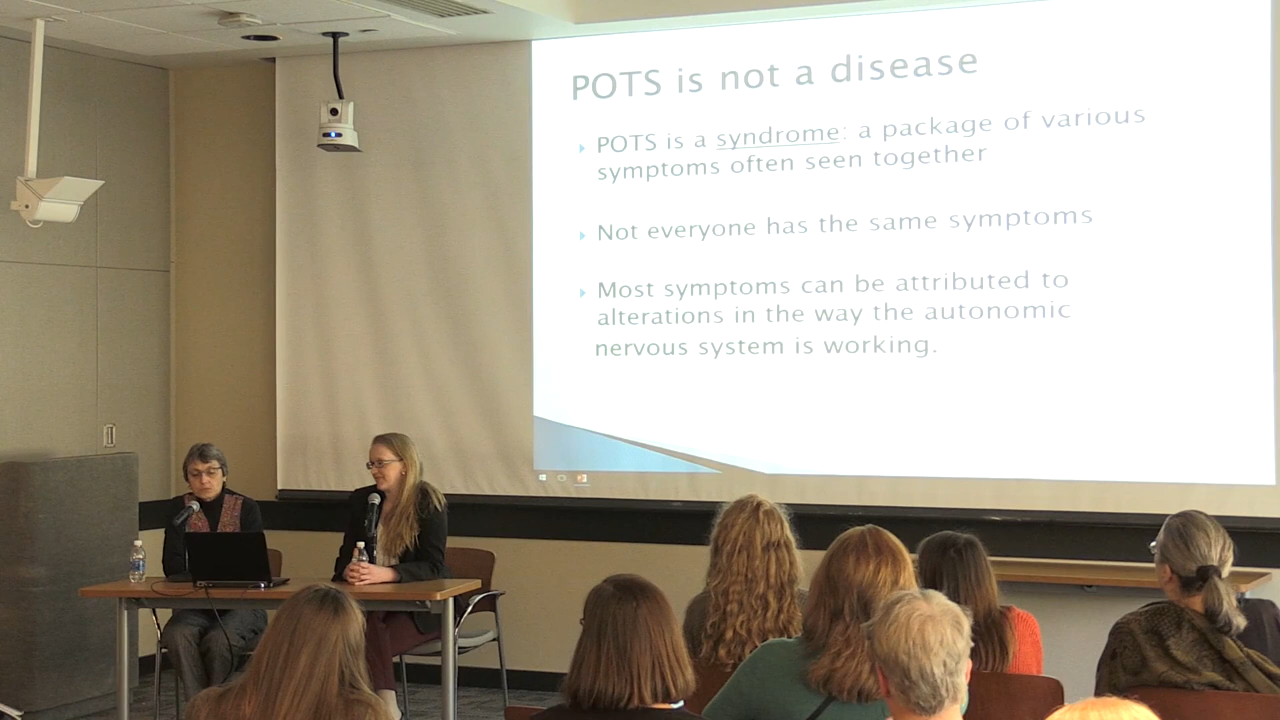 POTS is not a disease
POTS is a syndrome: a package of various
symptoms often seen together
Not everyone has the same symptoms
Most symptoms can be attributed to
alterations in the way the autonomic
nervous system is working.